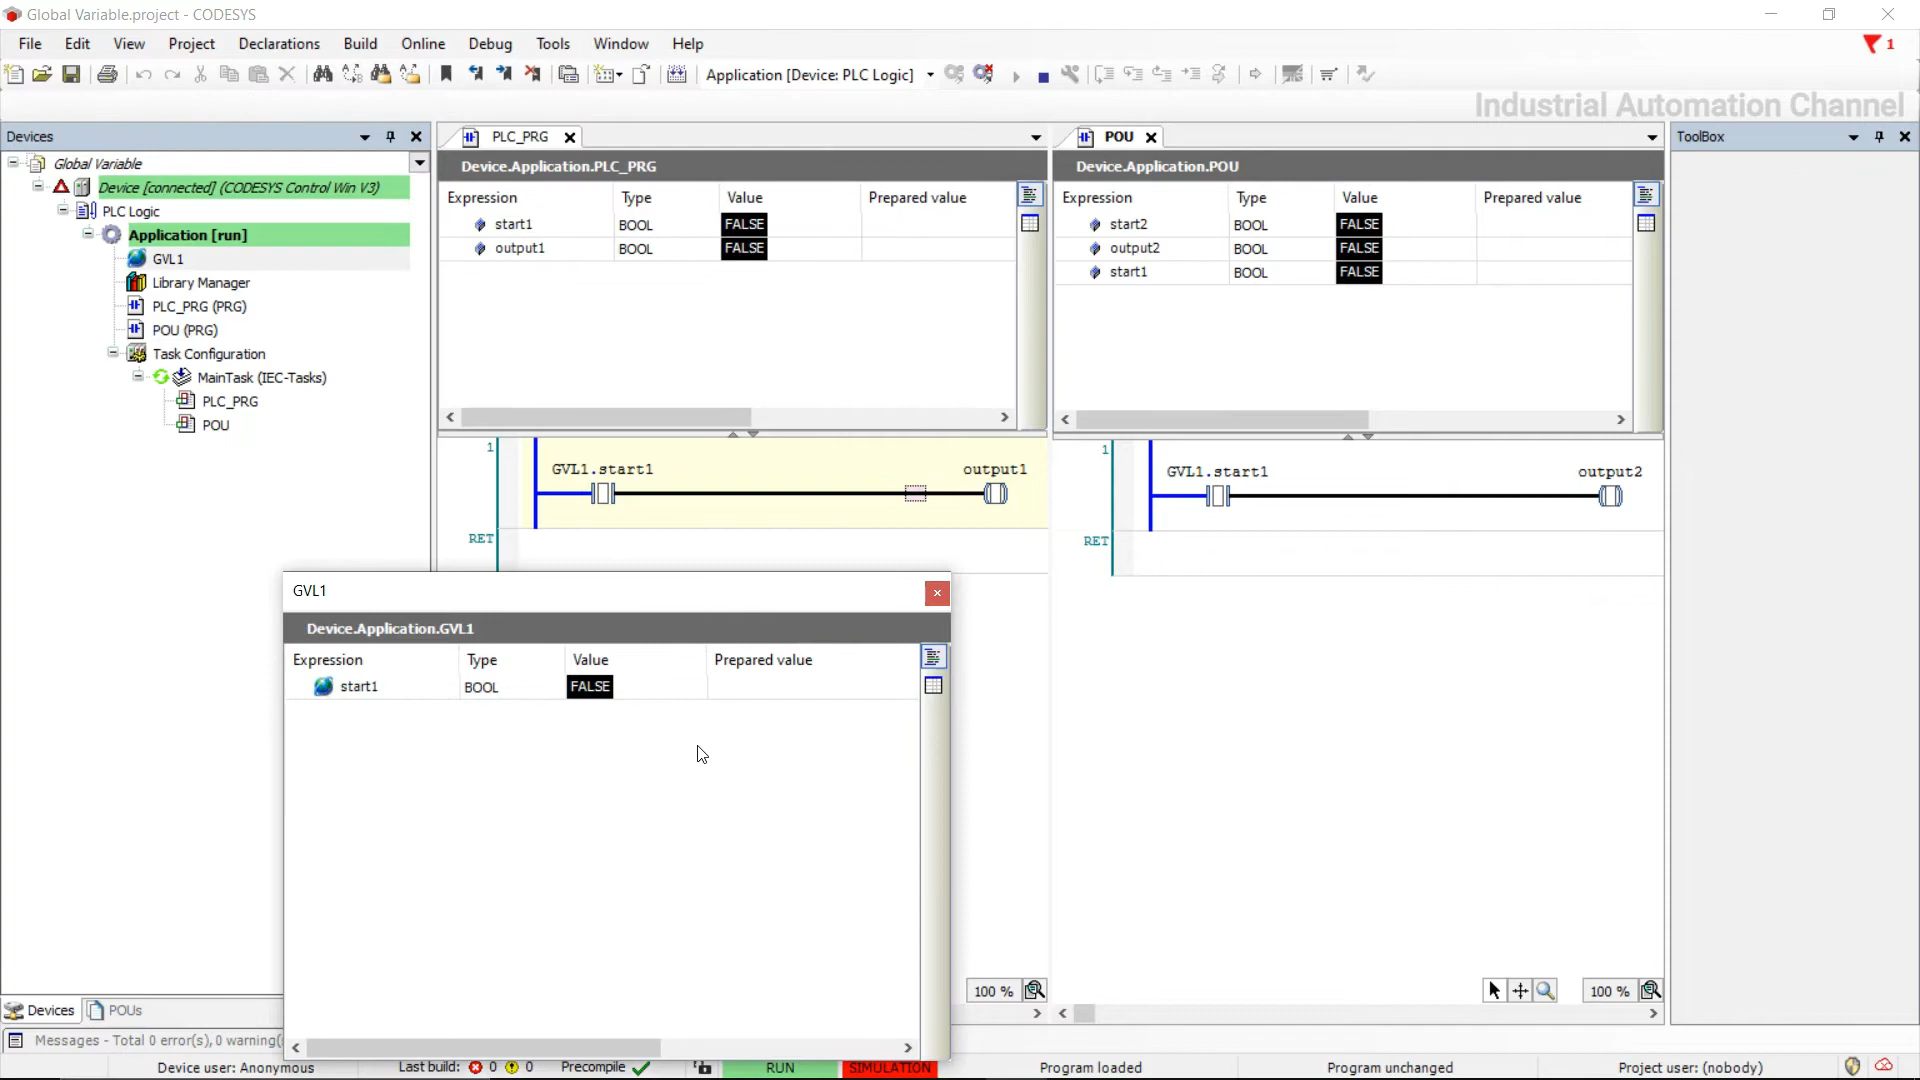 Global Variable.project - CODESYS
File Edit View Project Declarations Build Online Debug Tools Window Help
1
Application [Device: PLC Logic]
Industrial Automation Channel
Devices
Global Variable
Device [connected] (CODESYS Control Win V3)
PLC Logic
Application [run]
GVL1
Library Manager
PLC_PRG (PRG)
POU (PRG)
Task Configuration
MainTask (IEC-Tasks)
PLC_PRG
POU
Devices POUs
PLC_PRG
Device.Application.PLC_PRG
Expression Type Value Prepared value
start1 BOOL FALSE
output1 BOOL FALSE
1
GVL1.start1 output1
RET
100 %
POU
Device.Application.POU
Expression Type Value Prepared value
start2 BOOL FALSE
output2 BOOL FALSE
start1 BOOL FALSE
1
GVL1.start1 output2
RET
100 %
ToolBox
GVL1
Device.Application.GVL1
Expression Type Value Prepared value
start1 BOOL FALSE
Messages - Total 0 error(s), 0 warning(
Device user: Anonymous Last build: 0 0 Precompile RUN SIMULATION Program loaded Program unchanged Project user: (nobody)